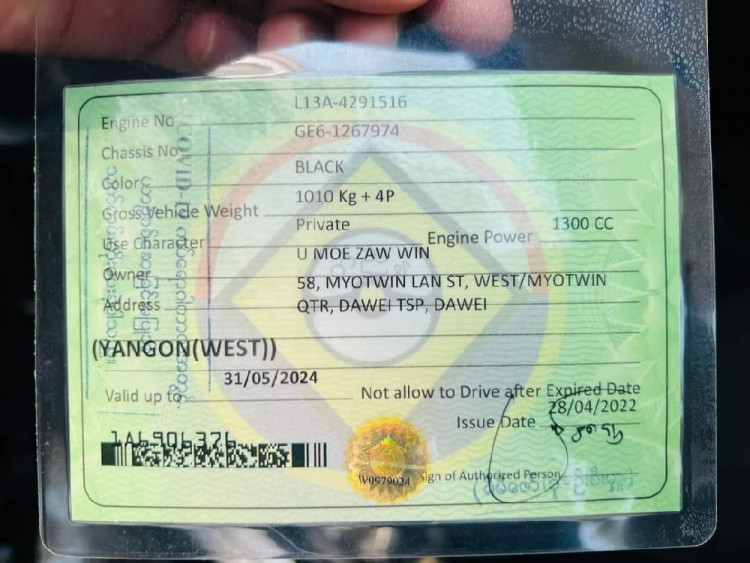 Engine No L13A-4291516
Chassis No GE6-1267974
Color BLACK
Gross Vehicle Weight 1010 Kg + 4P
Use Character Private Engine Power 1300 CC
Owner U MOE ZAW WIN
Address 58, MYOTWIN LAN ST, WEST/MYOTWIN
QTR, DAWEI TSP, DAWEI
(YANGON(WEST))
Valid up to 31/05/2024 Not allow to Drive after Expired Date
Issue Date 28/04/2022
1A6906376
W0979024 Sign of Authorized Person